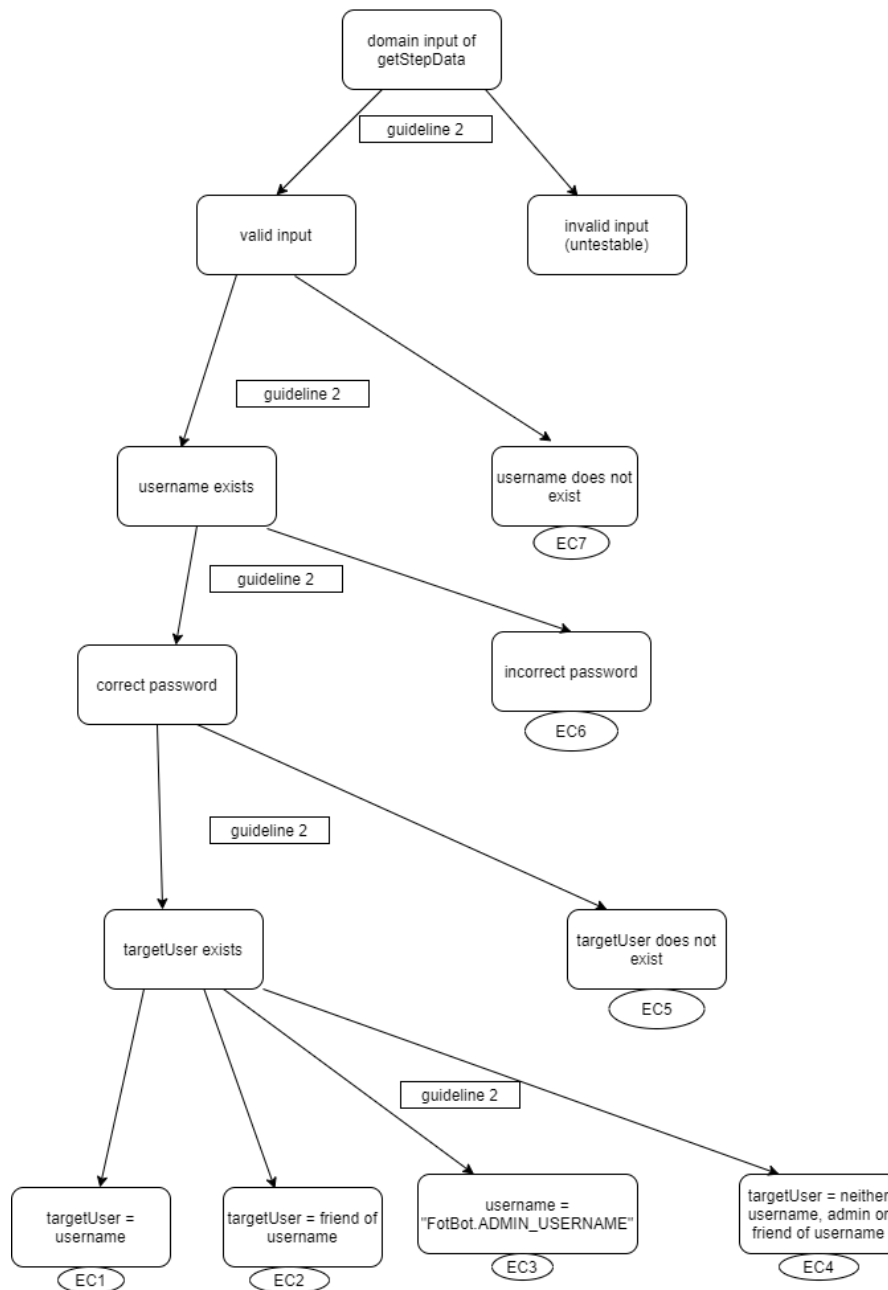 domain input of
getStepData
guideline 2
valid input
invalid input
(untestable)
guideline 2
username exists
username does not
exist
EC7
guideline 2
correct password
incorrect password
EC6
guideline 2
targetUser exists
targetUser does not
exist
EC5
guideline 2
targetUser =
username
EC1
targetUser = friend of
username
EC2
username =
"FotBot.ADMIN_USERNAME"
EC3
targetUser = neither
username, admin or
friend of username
EC4